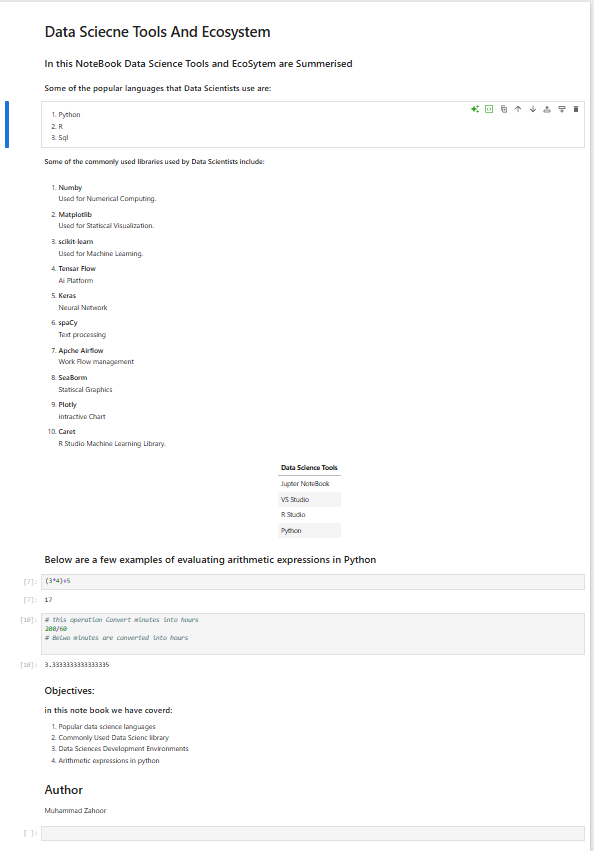 Data Sciecne Tools And Ecosystem
In this NoteBook Data Science Tools and EcoSytem are Summerised
Some of the popular languages that Data Scientists use are:
1. Python
2. R
3. Sql
Some of the commonly used libraries used by Data Scientists include:
1. Numby
Used for Numerical Computing.
2. Matplotlib
Used for Statiscal Visualization.
3. scikit-learn
Used for Machine Learning.
4. Tensar Flow
Ai Platform
5. Keras
Neural Network
6. spaCy
Text processing
7. Apche Airflow
Work Flow management
8. SeaBorm
Statiscal Graphics
9. Plotly
intractive Chart
10. Caret
R Studio Machine Learning Library.
Data Science Tools
Jupter NoteBook
VS Studio
R Studio
Python
Below are a few examples of evaluating arithmetic expressions in Python
[7]: (3*4)+5
[7]: 17
[10]: # this operation Convert minutes into hours
200/60
# Belwo minutes are converted into hours
[10]: 3.3333333333333335
Objectives:
in this note book we have coverd:
1. Popular data science languages
2. Commonly Used Data Scienc library
3. Data Sciences Development Environments
4. Arithmetic expressions in python
Author
Muhammad Zahoor
[ ]: